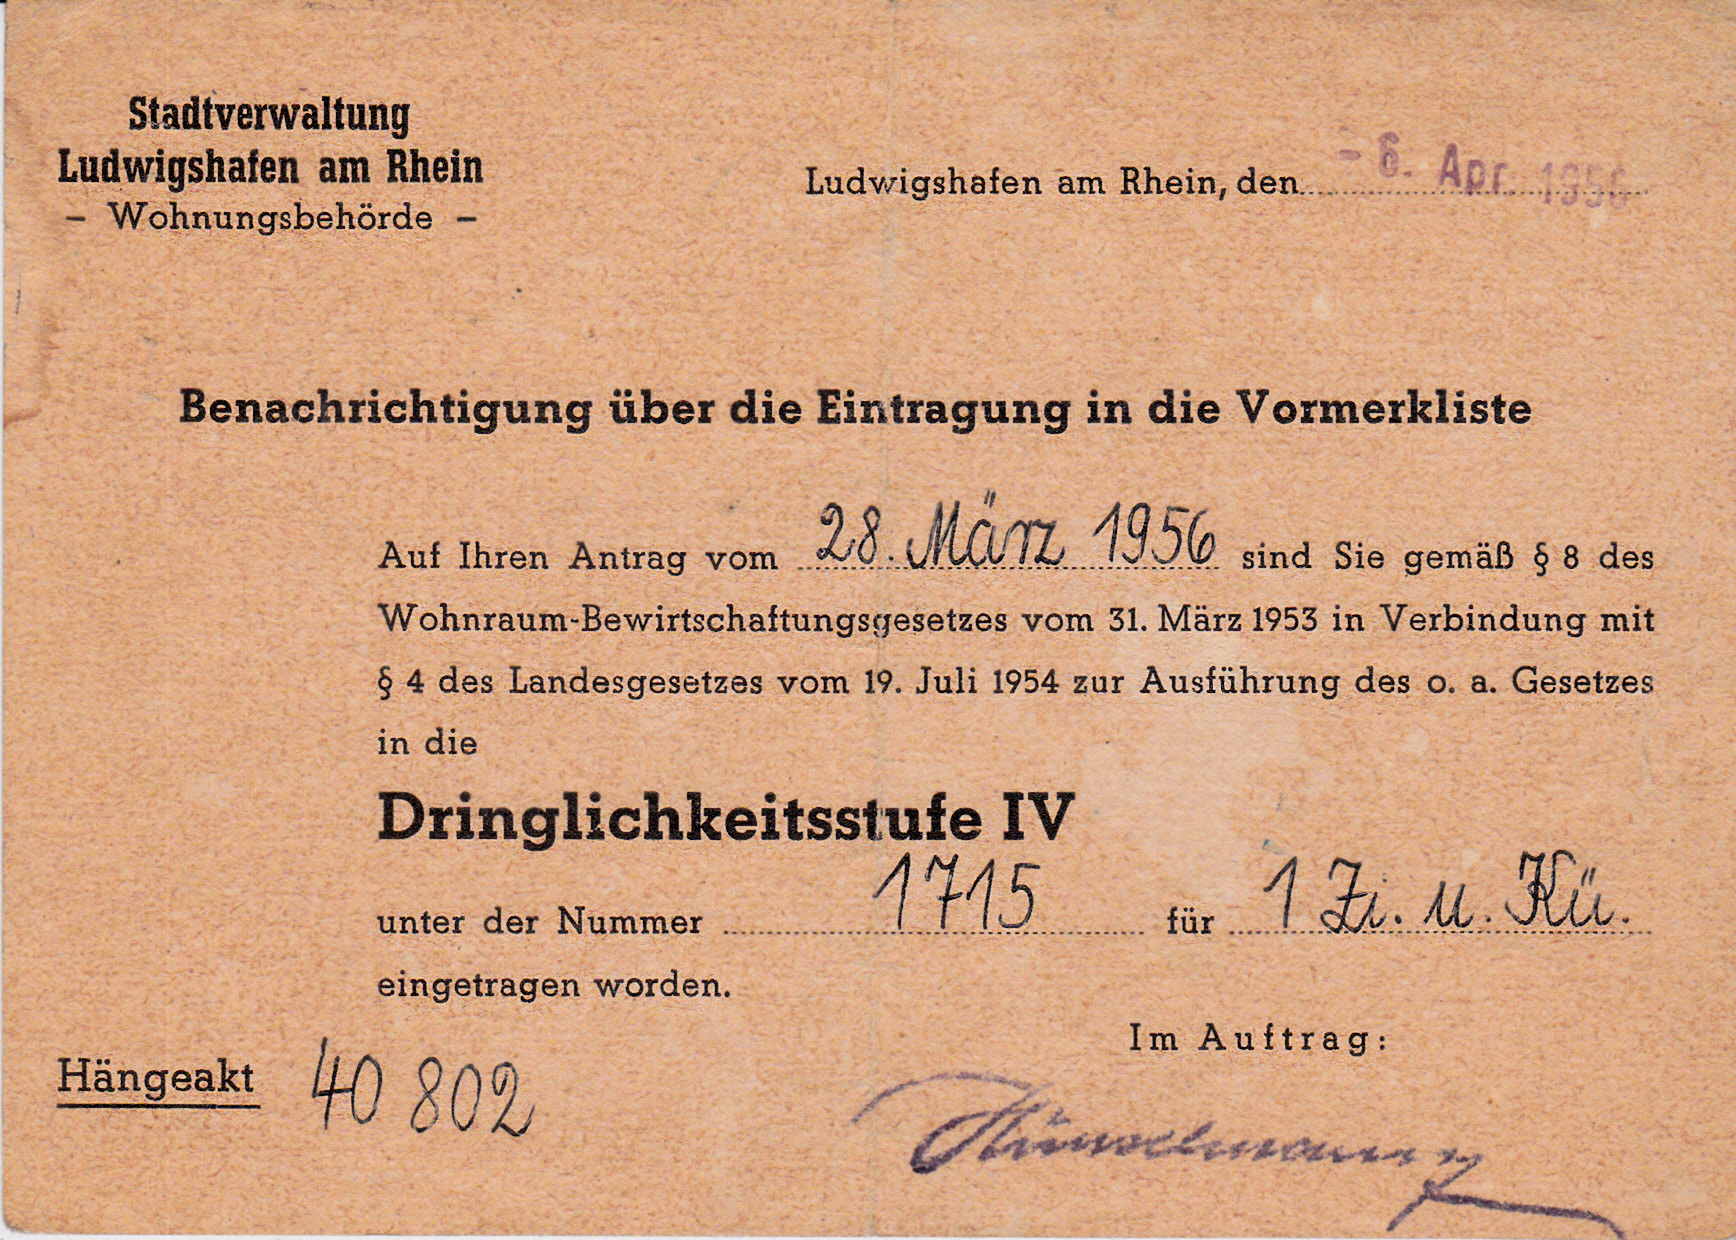 Stadtverwaltung
Ludwigshafen am Rhein
- Wohnungsbehörde -
Ludwigshafen am Rhein, den - 6. Apr. 1956
Benachrichtigung über die Eintragung in die Vormerkliste
Auf Ihren Antrag vom 28. März 1956 sind Sie gemäß § 8 des
Wohnraum-Bewirtschaftungsgesetzes vom 31. März 1953 in Verbindung mit
§ 4 des Landesgesetzes vom 19. Juli 1954 zur Ausführung des o. a. Gesetzes
in die
Dringlichkeitsstufe IV
unter der Nummer 1715 für 1 Zi. u. Kü.
eingetragen worden.
Im Auftrag:
Hängeakt 40 802